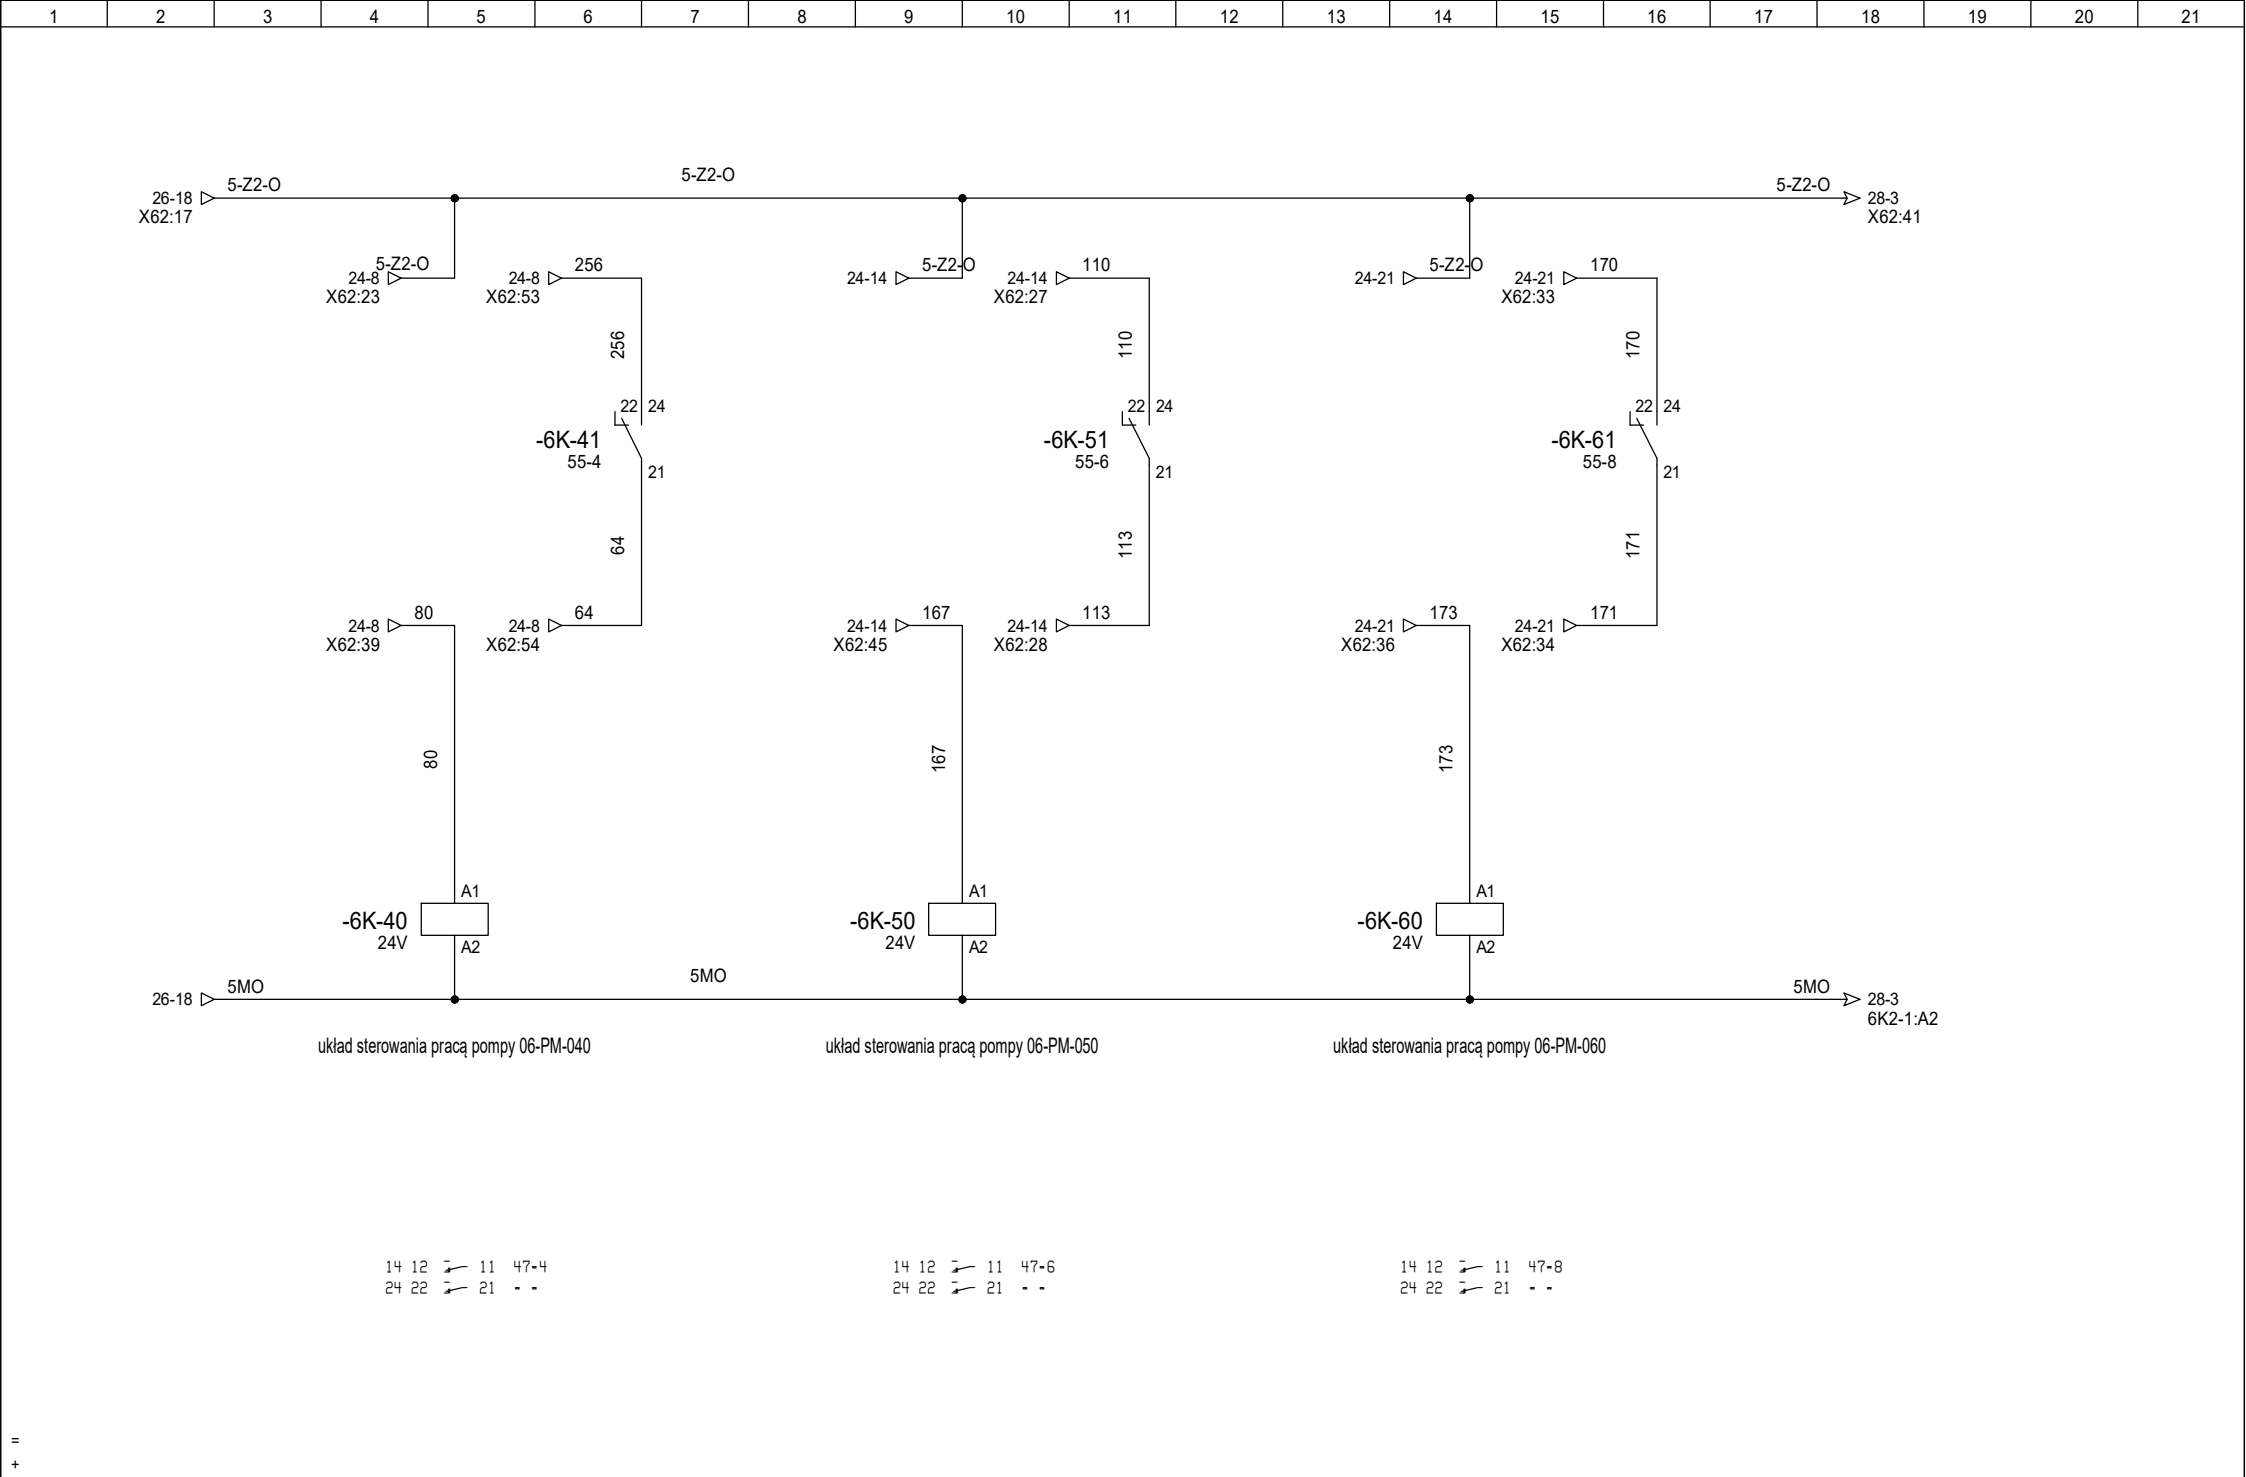 1 2 3 4 5 6 7 8 9 10 11 12 13 14 15 16 17 18 19 20 21
5-Z2-O
26-18 5-Z2-O 5-Z2-O 28-3
X62:17 X62:41
5-Z2-O 256 5-Z2-O 110 5-Z2-O 170
24-8 24-8 24-14 24-14 24-21 24-21
X62:23 X62:53 X62:27 X62:33
256 110 170
22 24 22 24 22 24
-6K-41 -6K-51 -6K-61
55-4 55-6 55-8
21 21 21
64 113 171
80 64 167 113 173 171
24-8 24-8 24-14 24-14 24-21 24-21
X62:39 X62:54 X62:45 X62:28 X62:36 X62:34
80 167 173
A1 A1 A1
-6K-40 -6K-50 -6K-60
24V 24V 24V
A2 A2 A2
5MO
26-18 5MO 5MO 28-3
6K2-1:A2
układ sterowania pracą pompy 06-PM-040 układ sterowania pracą pompy 06-PM-050 układ sterowania pracą pompy 06-PM-060
14 12 11 47-4 14 12 11 47-6 14 12 11 47-8
24 22 21 - - 24 22 21 - - 24 22 21 - -
=
+